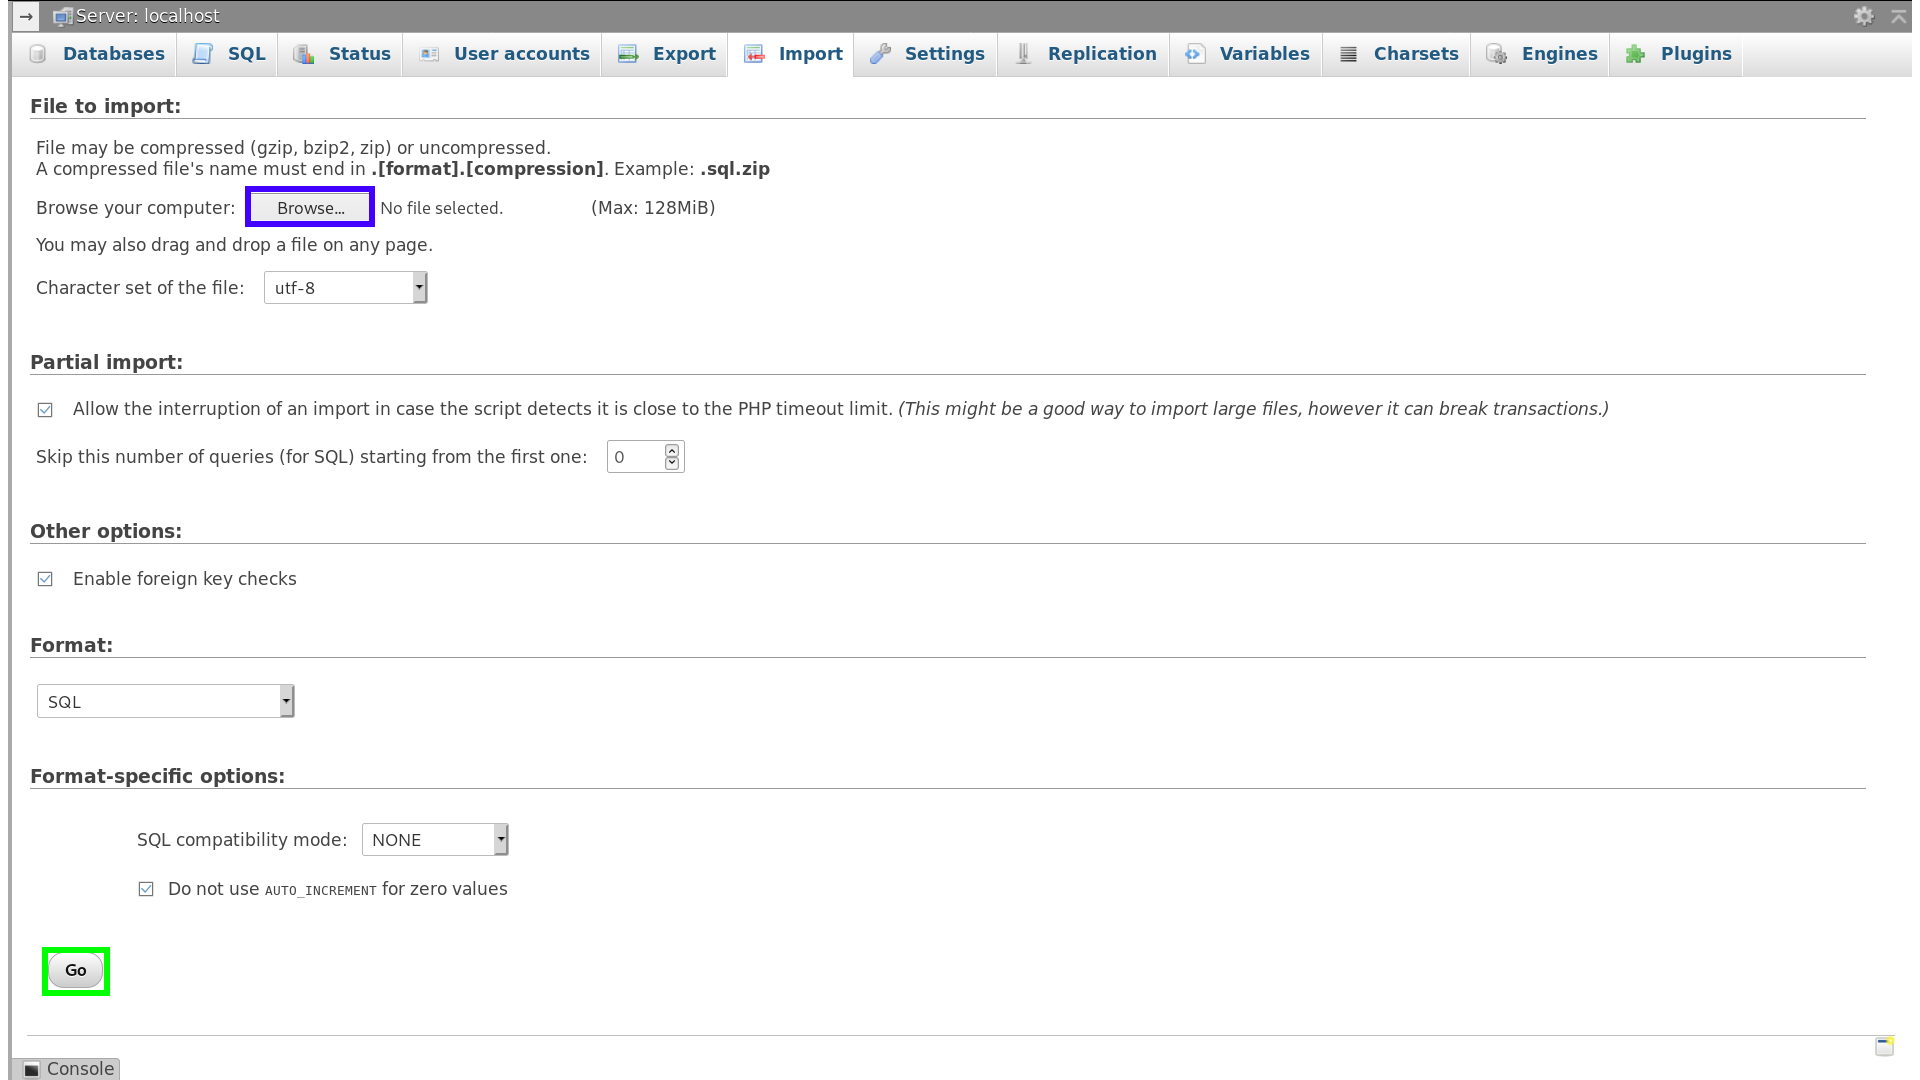 Server: localhost
Databases SQL Status User accounts Export Import Settings Replication Variables Charsets Engines Plugins
File to import:
File may be compressed (gzip, bzip2, zip) or uncompressed.
A compressed file's name must end in .[format].[compression]. Example: .sql.zip
Browse your computer: Browse... No file selected. (Max: 128MiB)
You may also drag and drop a file on any page.
Character set of the file: utf-8
Partial import:
Allow the interruption of an import in case the script detects it is close to the PHP timeout limit. (This might be a good way to import large files, however it can break transactions.)
Skip this number of queries (for SQL) starting from the first one: 0
Other options:
Enable foreign key checks
Format:
SQL
Format-specific options:
SQL compatibility mode: NONE
Do not use AUTO_INCREMENT for zero values
Go
Console